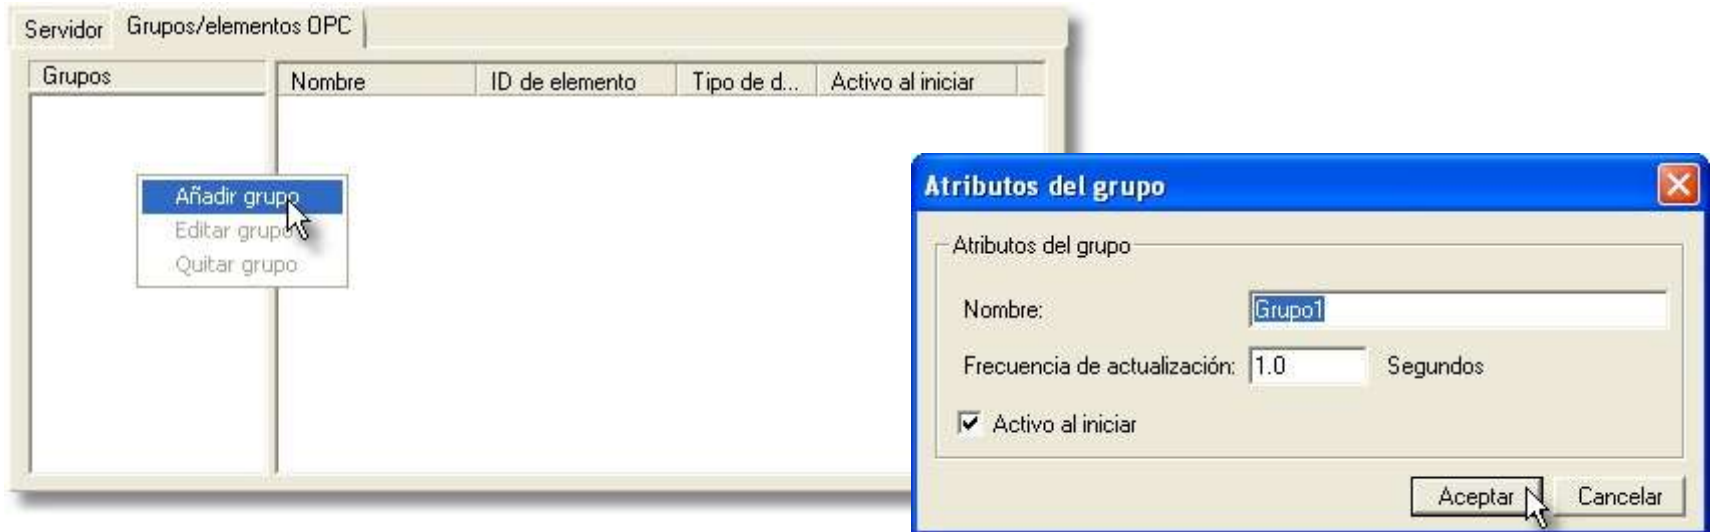 Servidor Grupos/elementos OPC
Grupos Nombre ID de elemento Tipo de d... Activo al iniciar
Añadir grupo
Editar grupo
Quitar grupo
Atributos del grupo
Atributos del grupo
Nombre: Grupo1
Frecuencia de actualización: 1.0 Segundos
Activo al iniciar
Aceptar Cancelar